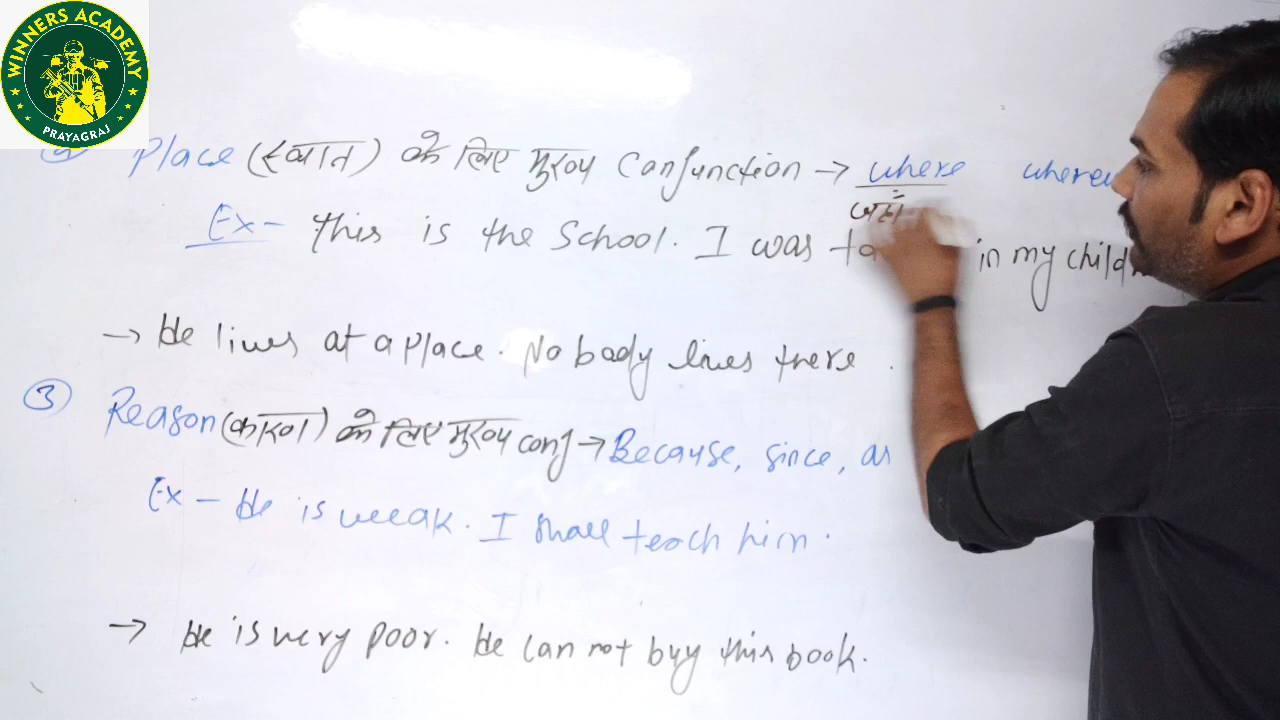 WINNERS ACADEMY
PRAYAGRAJ
Place (स्थान) के लिए मुख्य Conjunction → where
जहाँ
Ex- This is the School. I was in my
→ He lives at a place. Nobody lives there.
③ Reason (कारण) के लिए मुख्य conj → Because, since, as
Ex - He is weak. I shall teach him.
→ He is very poor. He can not buy this book.